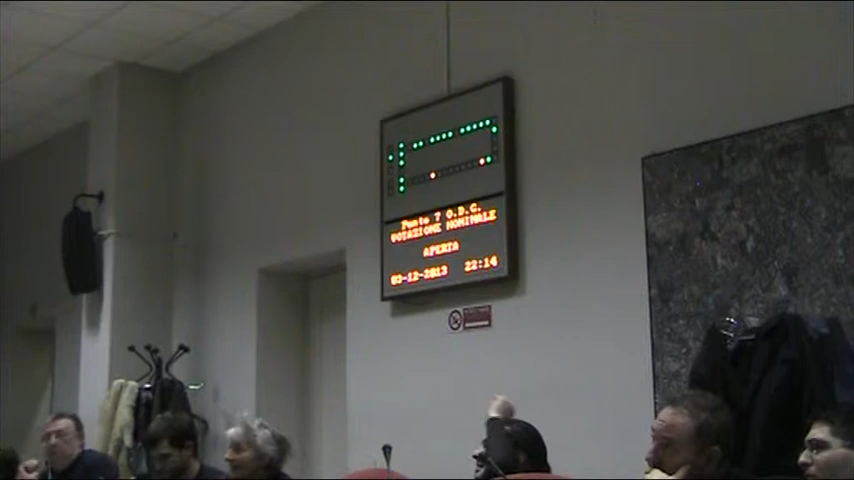 Punto 7 O.D.G.
VOTAZIONE NOMINALE
APERTA
03-12-2013 22:14